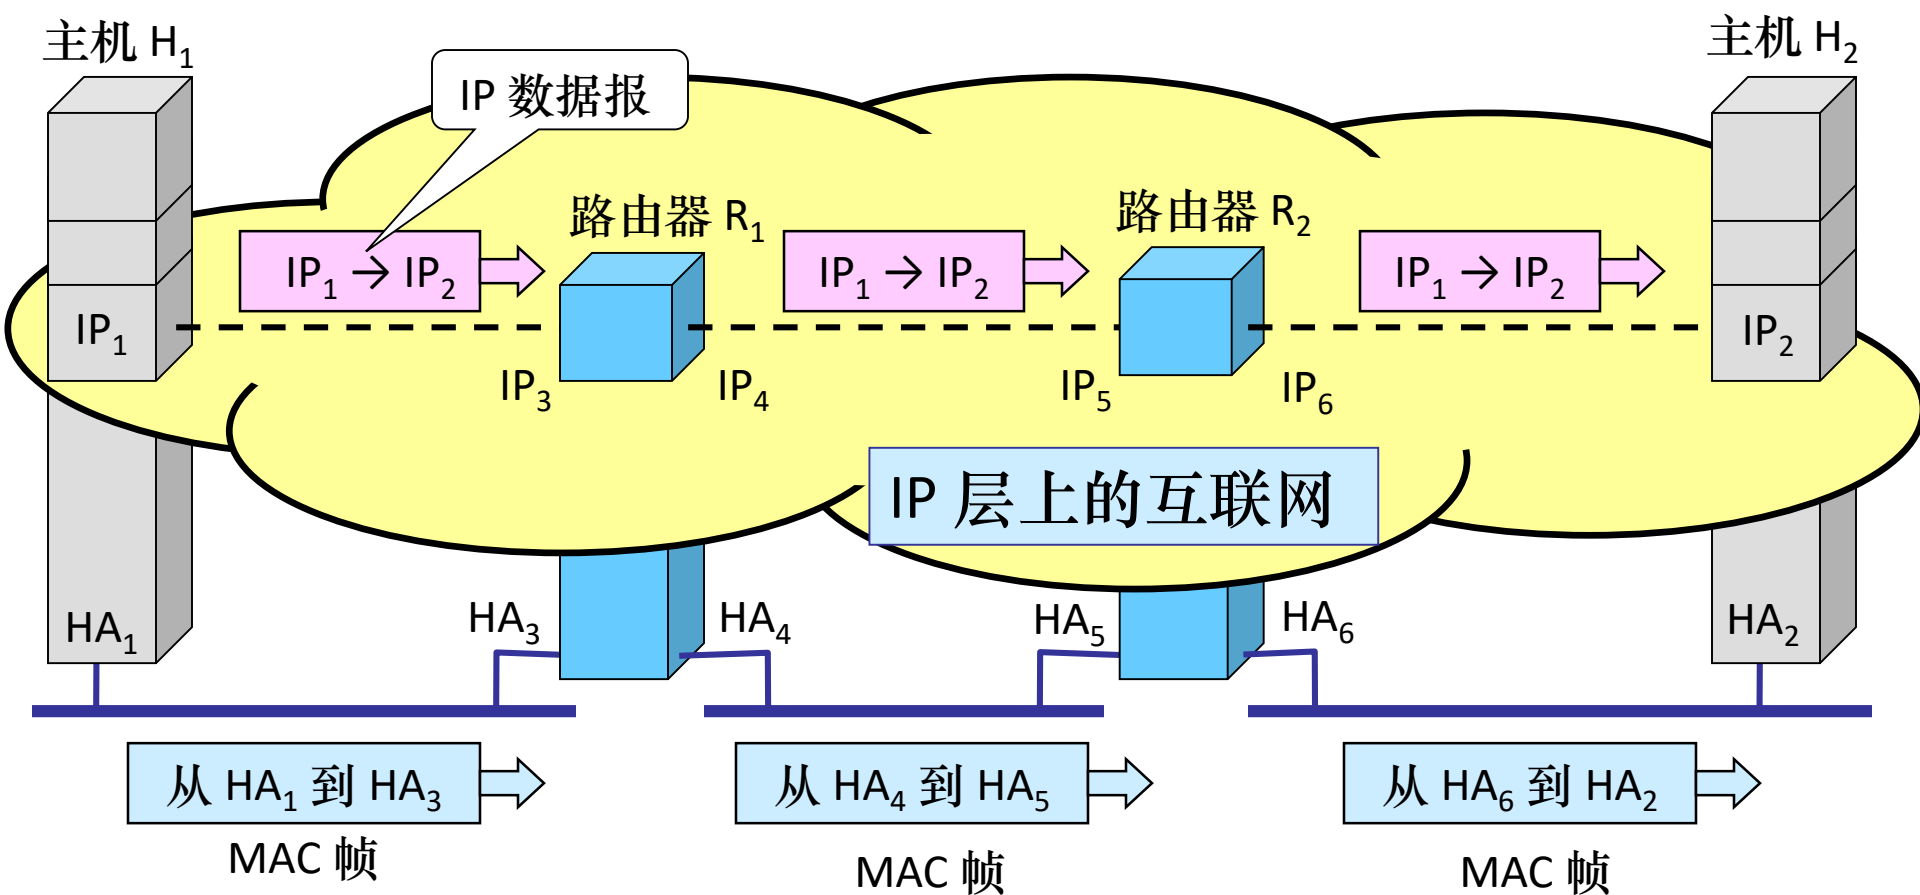 主机 H₁
主机 H₂
IP 数据报
路由器 R₁
路由器 R₂
IP₁ → IP₂
IP₁ → IP₂
IP₁ → IP₂
IP₁
IP₂
IP₃
IP₄
IP₅
IP₆
IP 层上的互联网
HA₁
HA₃
HA₄
HA₅
HA₆
HA₂
从 HA₁ 到 HA₃
从 HA₄ 到 HA₅
从 HA₆ 到 HA₂
MAC 帧
MAC 帧
MAC 帧